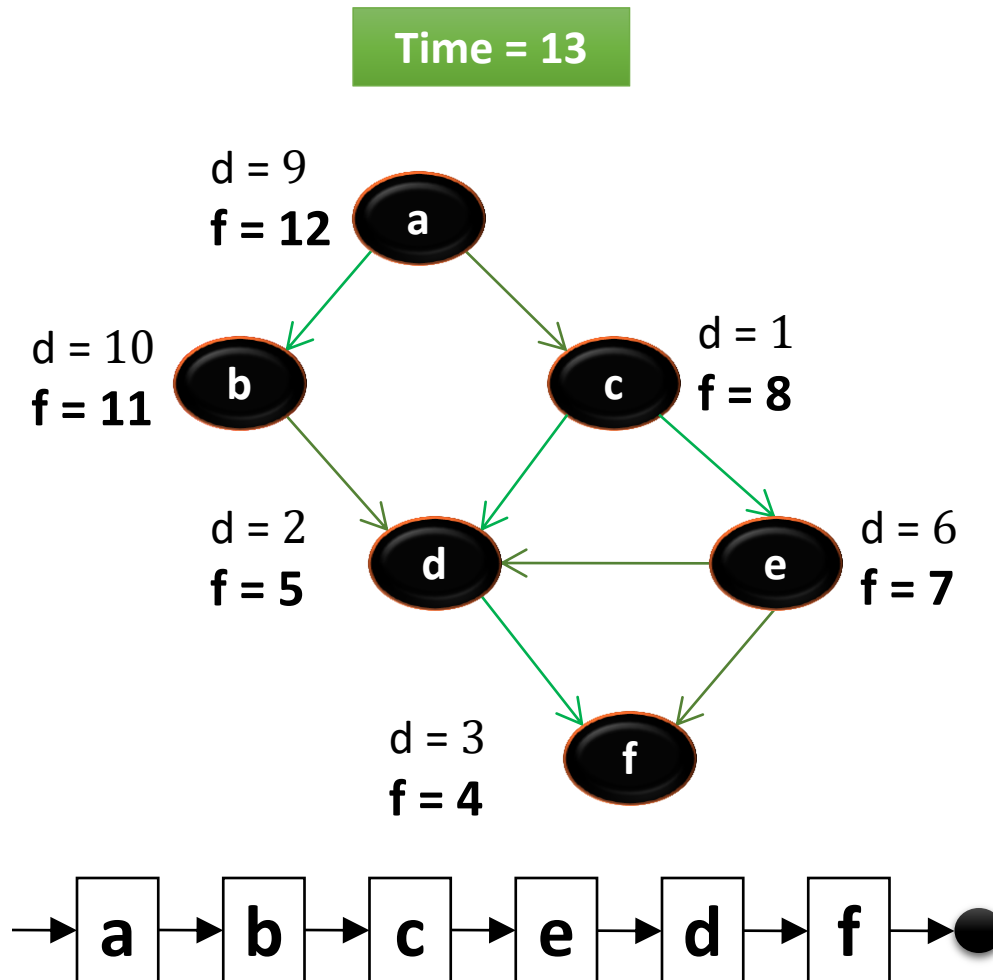 Time = 13
d = 9
f = 12
a
d = 10
f = 11
b
c
d = 1
f = 8
d = 2
f = 5
d
e
d = 6
f = 7
d = 3
f = 4
f
a b c e d f